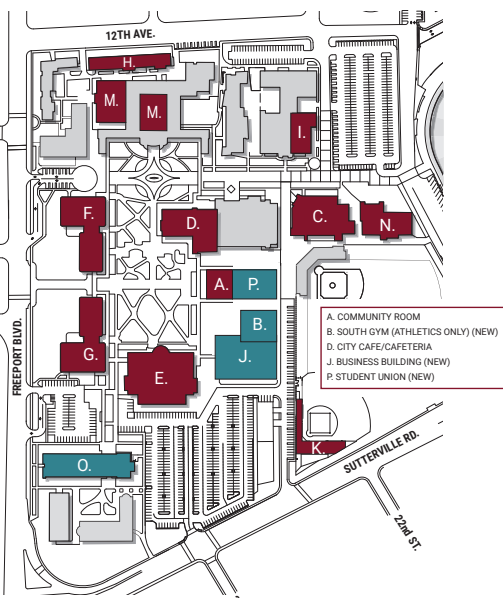 12TH AVE.
H.
M.
M.
I.
F.
D.
C.
N.
A.
P.
B.
J.
G.
E.
FREEPORT BLVD.
A. COMMUNITY ROOM
B. SOUTH GYM (ATHLETICS ONLY) (NEW)
D. CITY CAFE/CAFETERIA
J. BUSINESS BUILDING (NEW)
P. STUDENT UNION (NEW)
K.
SUTTERVILLE RD.
O.
22nd ST.